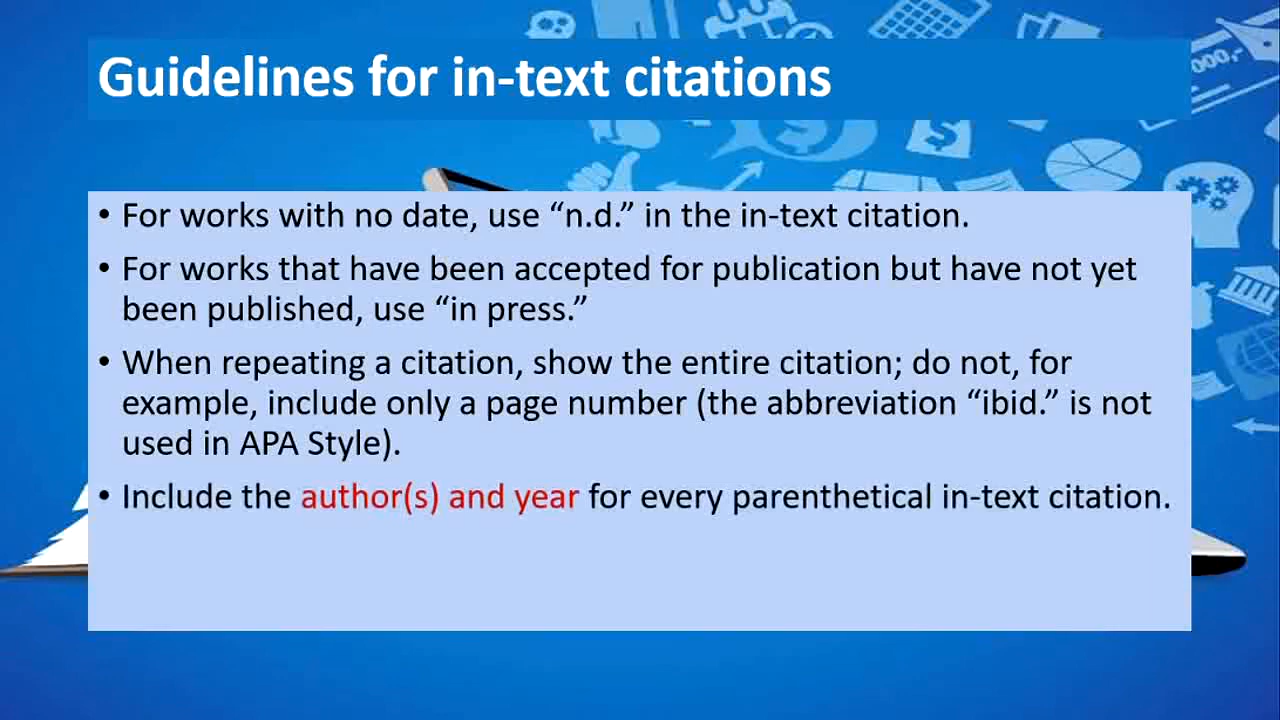 Guidelines for in-text citations
• For works with no date, use “n.d.” in the in-text citation.
• For works that have been accepted for publication but have not yet
been published, use “in press.”
• When repeating a citation, show the entire citation; do not, for
example, include only a page number (the abbreviation “ibid.” is not
used in APA Style).
• Include the author(s) and year for every parenthetical in-text citation.